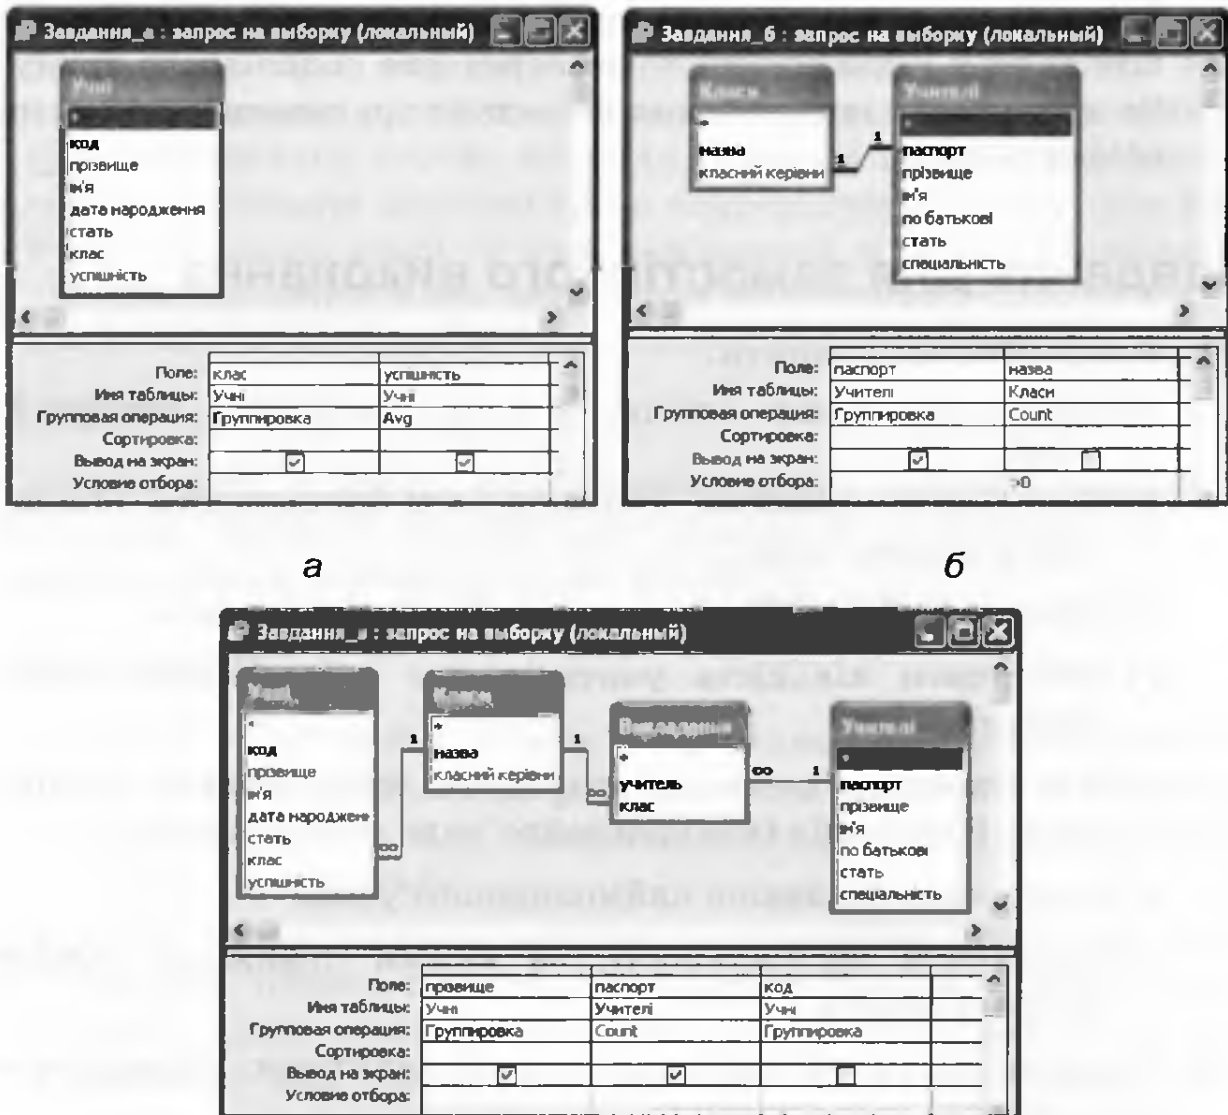 Завдання_а : запрос на выборку (локальный)
Учні
*
код
прізвище
ім'я
дата народження
стать
клас
успішність
Поле: клас успішність
Имя таблицы: Учні Учні
Групповая операция: Группировка Avg
Сортировка:
Вывод на экран:
Условие отбора:
а
Завдання_б : запрос на выборку (локальный)
Класи
*
назва
класний керівни
1
1
Учителі
паспорт
прізвище
ім'я
по батькові
стать
спеціальність
Поле: паспорт назва
Имя таблицы: Учителі Класи
Групповая операция: Группировка Count
Сортировка:
Вывод на экран:
Условие отбора: >0
б
Завдання_в : запрос на выборку (локальный)
Учні
*
код
прізвище
ім'я
дата народжен
стать
клас
успішність
∞
1
Класи
*
назва
класний керівни
1
∞
Викладання
*
учитель
клас
∞
1
Учителі
*
паспорт
прізвище
ім'я
по батькові
стать
спеціальність
Поле: прізвище паспорт код
Имя таблицы: Учні Учителі Учні
Групповая операция: Группировка Count Группировка
Сортировка:
Вывод на экран:
Условие отбора: